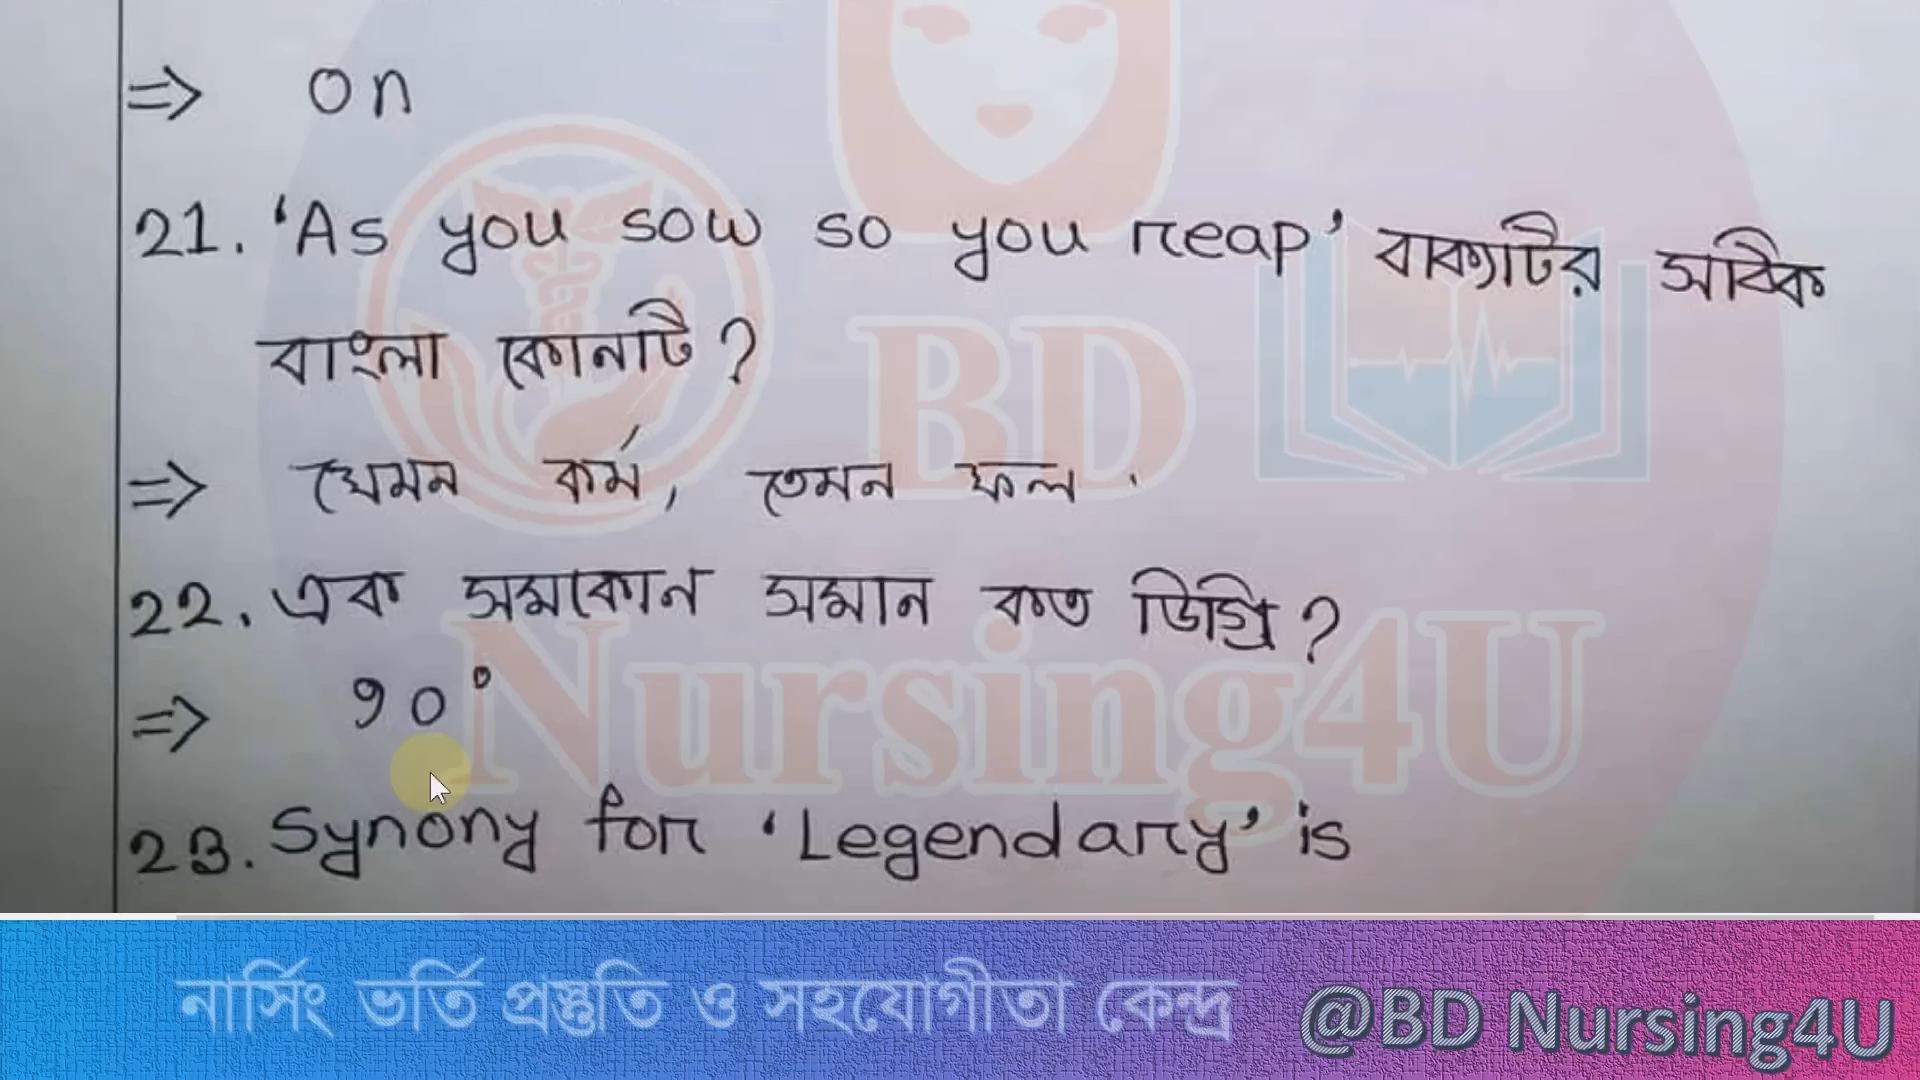 ⇒ on
21. 'As you sow so you reap' বাক্যটির সঠিক
বাংলা কোনটি?
⇒ যেমন কর্ম, তেমন ফল.
22. এক সমকোন সমান কত ডিগ্রি?
⇒ 90°
23. Synony for 'Legendary' is
BD
Nursing4U
নার্সিং ভর্তি প্রস্তুতি ও সহযোগীতা কেন্দ্র
@BD Nursing4U